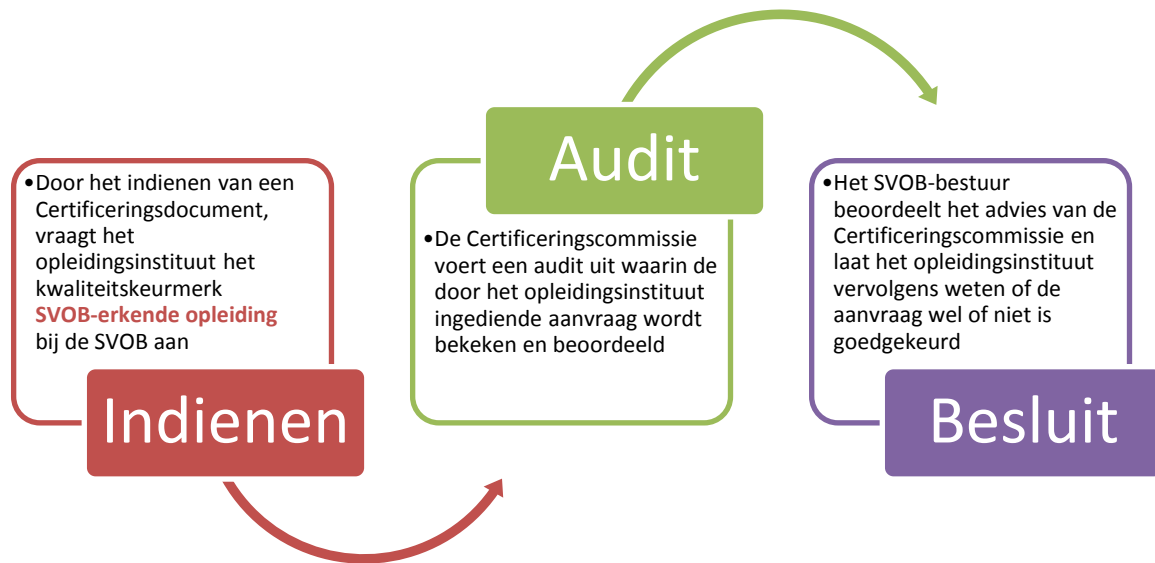 •Door het indienen van een
Certificeringsdocument,
vraagt het
opleidingsinstituut het
kwaliteitskeurmerk
SVOB-erkende opleiding
bij de SVOB aan
Indienen
Audit
•De Certificeringscommissie
voert een audit uit waarin de
door het opleidingsinstituut
ingediende aanvraag wordt
bekeken en beoordeeld
•Het SVOB-bestuur
beoordeelt het advies van de
Certificeringscommissie en
laat het opleidingsinstituut
vervolgens weten of de
aanvraag wel of niet is
goedgekeurd
Besluit